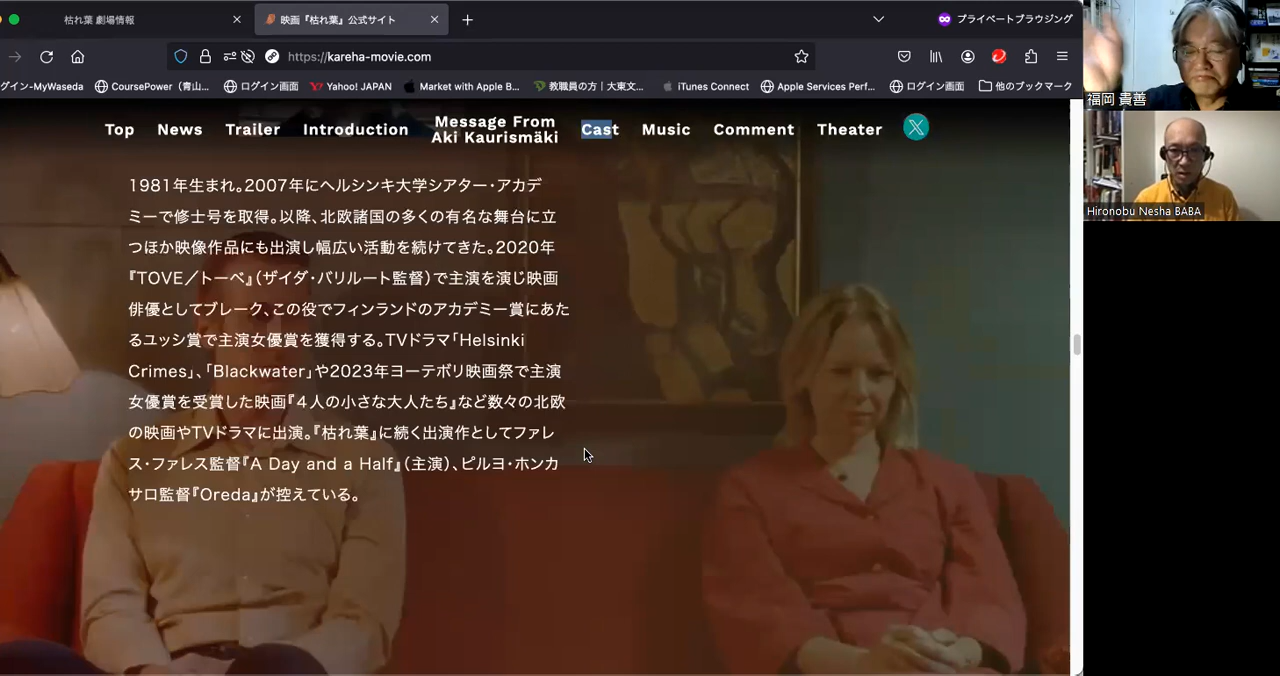 枯れ葉 劇場情報
映画『枯れ葉』公式サイト
プライベートブラウジング
https://kareha-movie.com
グイン-MyWaseda
CoursePower（青山...
ログイン画面
Yahoo! JAPAN
Market with Apple B...
教職員の方｜大東文...
iTunes Connect
Apple Services Perf...
ログイン画面
他のブックマーク
Top
News
Trailer
Introduction
Message From
Aki Kaurismäki
Cast
Music
Comment
Theater
1981年生まれ。2007年にヘルシンキ大学シアター・アカデ
ミーで修士号を取得。以降、北欧諸国の多くの有名な舞台に立
つほか映像作品にも出演し幅広い活動を続けてきた。2020年
『TOVE／トーベ』（ザイダ・バリルート監督）で主演を演じ映画
俳優としてブレーク、この役でフィンランドのアカデミー賞にあた
るユッシ賞で主演女優賞を獲得する。TVドラマ「Helsinki
Crimes」、「Blackwater」や2023年ヨーテボリ映画祭で主演
女優賞を受賞した映画『４人の小さな大人たち』など数々の北欧
の映画やTVドラマに出演。『枯れ葉』に続く出演作としてファレ
ス・ファレス監督『A Day and a Half』（主演）、ピルヨ・ホンカ
サロ監督『Oreda』が控えている。
福岡 貴善
Hironobu Nesha BABA